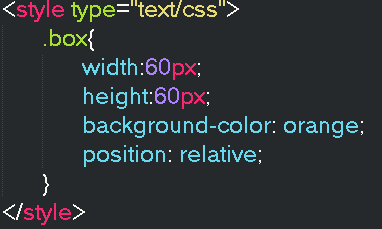 <style type="text/css">
.box{
width:60px;
height:60px;
background-color: orange;
position: relative;
}
</style>